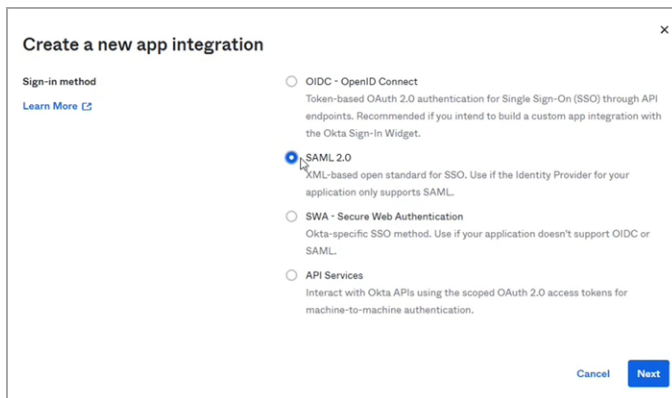 Create a new app integration
Sign-in method
Learn More
OIDC - OpenID Connect
Token-based OAuth 2.0 authentication for Single Sign-On (SSO) through API
endpoints. Recommended if you intend to build a custom app integration with
the Okta Sign-In Widget.
SAML 2.0
XML-based open standard for SSO. Use if the Identity Provider for your
application only supports SAML.
SWA - Secure Web Authentication
Okta-specific SSO method. Use if your application doesn't support OIDC or
SAML.
API Services
Interact with Okta APIs using the scoped OAuth 2.0 access tokens for
machine-to-machine authentication.
Cancel
Next